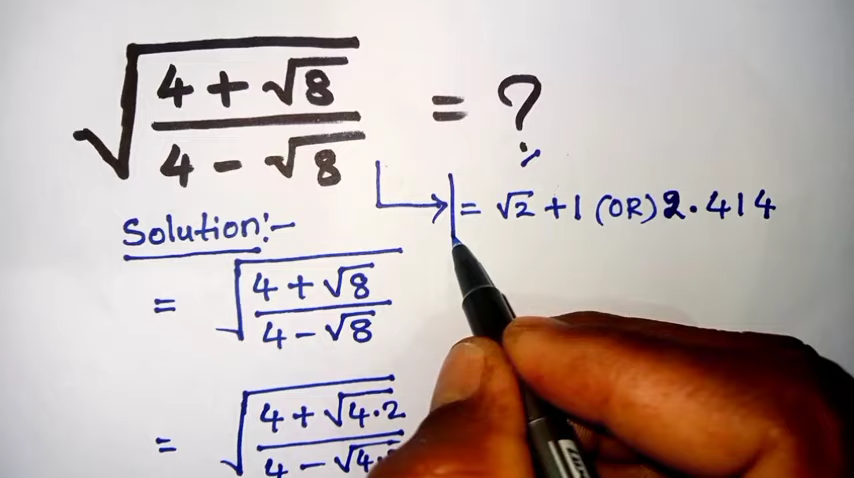 √((4 + √8)/(4 - √8)) = ?
= √2 + 1 (OR) 2.414
Solution:-
= √((4 + √8)/(4 - √8))
= √((4 + √4.2)/(4 - √4.